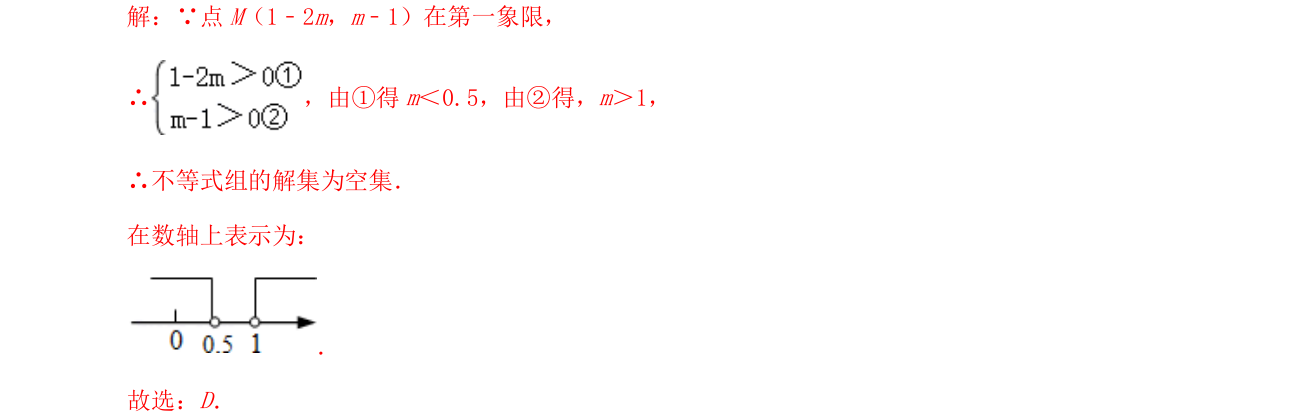 解：∵点 M（1﹣2m，m﹣1）在第一象限，
∴{1-2m＞0①
m-1＞0②，由①得 m＜0.5，由②得，m＞1，
∴不等式组的解集为空集．
在数轴上表示为：
0 0.5 1 ．
故选：D．